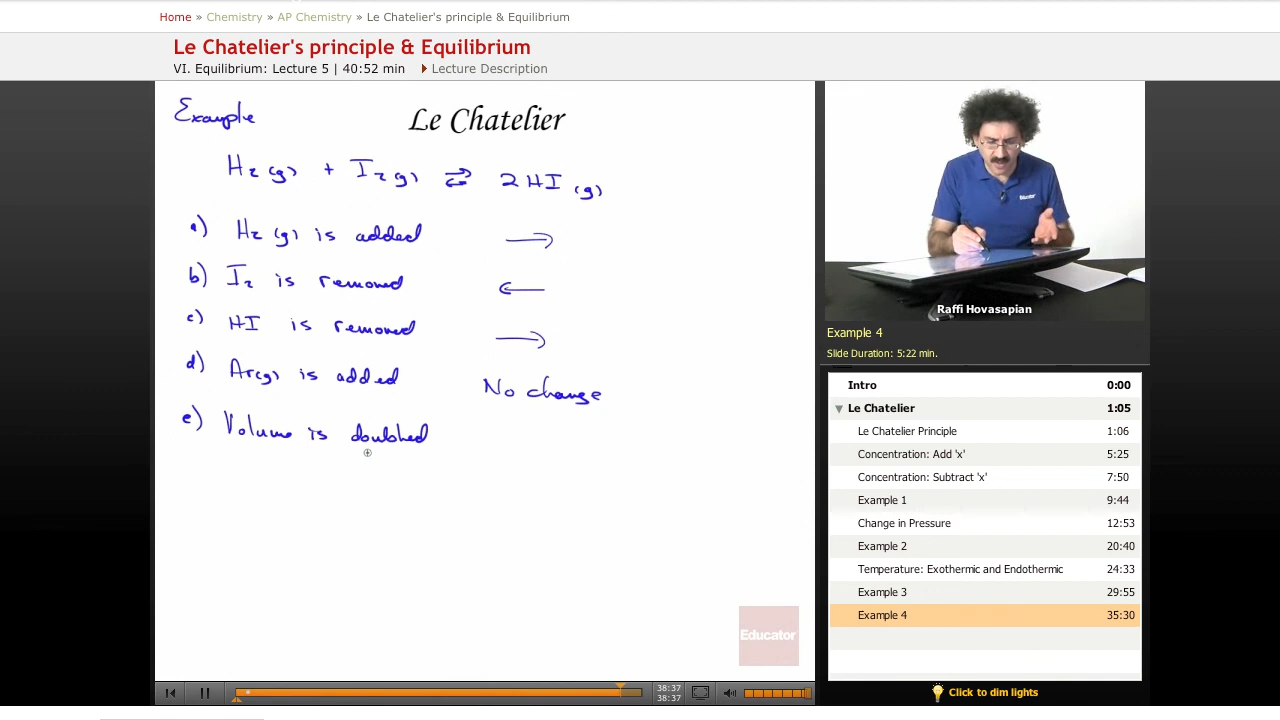 Home » Chemistry » AP Chemistry » Le Chatelier's principle & Equilibrium
Le Chatelier's principle & Equilibrium
VI. Equilibrium: Lecture 5 | 40:52 min
Lecture Description
Example
Le Chatelier
H₂(g) + I₂(g) ⇄ 2HI(g)
a) H₂(g) is added →
b) I₂ is removed ←
c) HI is removed →
d) Ar(g) is added No change
e) Volume is doubled
Educator
38:37
38:37
Educator
Raffi Hovasapian
Example 4
Slide Duration: 5:22 min.
Intro 0:00
Le Chatelier 1:05
Le Chatelier Principle 1:06
Concentration: Add 'x' 5:25
Concentration: Subtract 'x' 7:50
Example 1 9:44
Change in Pressure 12:53
Example 2 20:40
Temperature: Exothermic and Endothermic 24:33
Example 3 29:55
Example 4 35:30
Click to dim lights